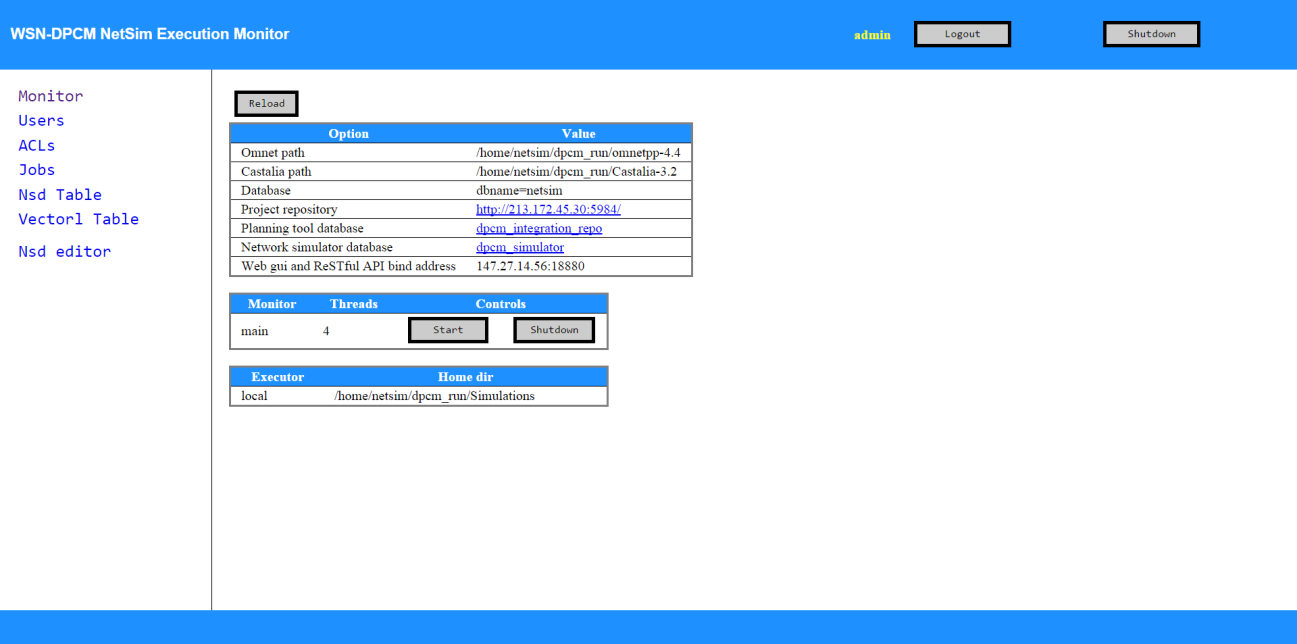 WSN-DPCM NetSim Execution Monitor admin Logout Shutdown
Monitor
Users
ACLs
Jobs
Nsd Table
Vectorl Table
Nsd editor
Reload
Option Value
Omnet path /home/netsim/dpcm_run/omnetpp-4.4
Castalia path /home/netsim/dpcm_run/Castalia-3.2
Database dbname=netsim
Project repository http://213.172.45.30:5984/
Planning tool database dpcm_integration_repo
Network simulator database dpcm_simulator
Web gui and ReSTful API bind address 147.27.14.56:18880
Monitor Threads Controls
main 4 Start Shutdown
Executor Home dir
local /home/netsim/dpcm_run/Simulations